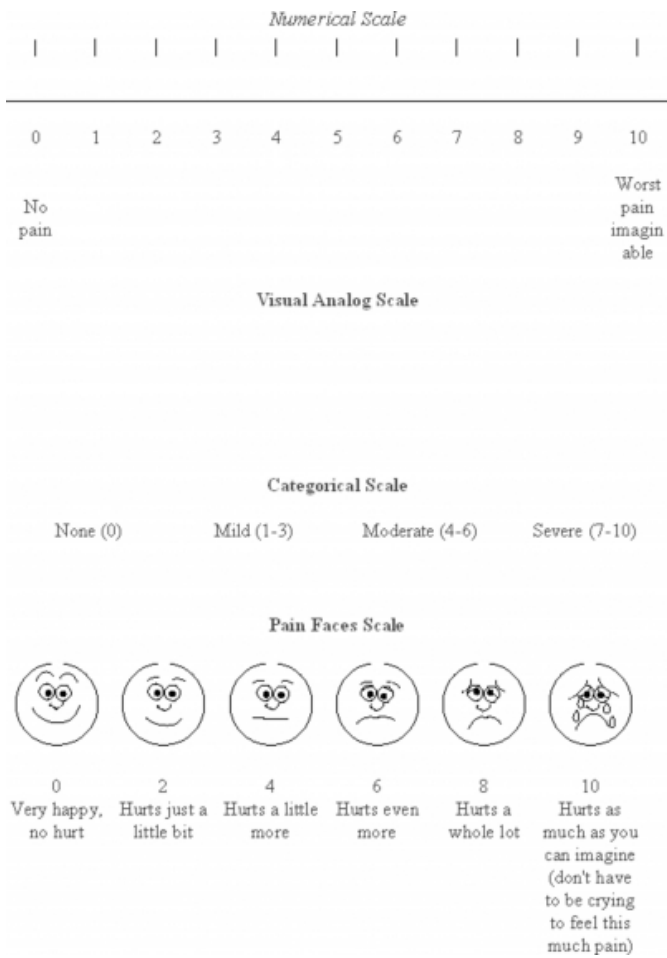 Numerical Scale
0 1 2 3 4 5 6 7 8 9 10
No
pain
Worst
pain
imagin
able
Visual Analog Scale
Categorical Scale
None (0) Mild (1-3) Moderate (4-6) Severe (7-10)
Pain Faces Scale
0
Very happy,
no hurt
2
Hurts just a
little bit
4
Hurts a little
more
6
Hurts even
more
8
Hurts a
whole lot
10
Hurts as
much as you
can imagine
(don't have
to be crying
to feel this
much pain)